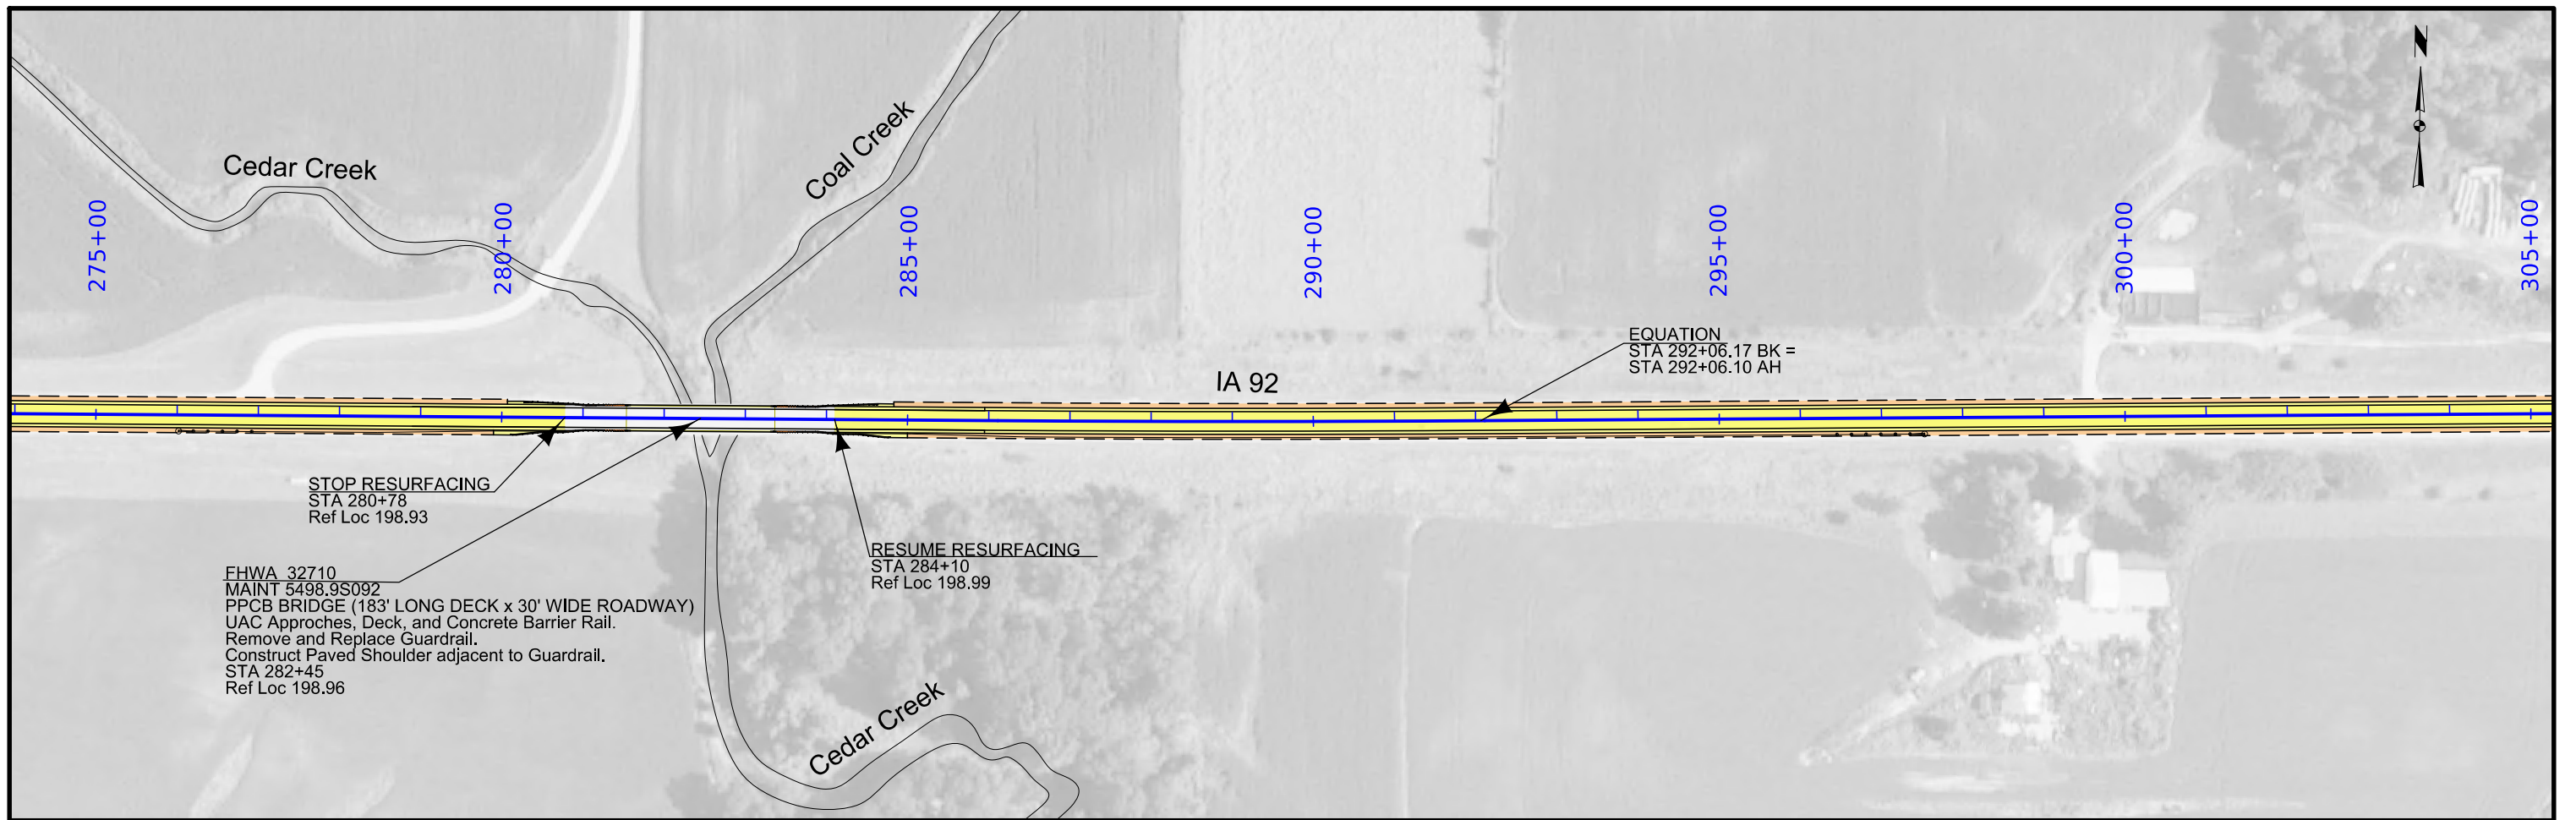 N
Cedar Creek
Coal Creek
275+00
280+00
285+00
290+00
295+00
300+00
305+00
EQUATION
STA 292+06.17 BK =
STA 292+06.10 AH
IA 92
STOP RESURFACING
STA 280+78
Ref Loc 198.93
RESUME RESURFACING
STA 284+10
Ref Loc 198.99
FHWA 32710
MAINT 5498.9S092
PPCB BRIDGE (183' LONG DECK x 30' WIDE ROADWAY)
UAC Approches, Deck, and Concrete Barrier Rail.
Remove and Replace Guardrail.
Construct Paved Shoulder adjacent to Guardrail.
STA 282+45
Ref Loc 198.96
Cedar Creek